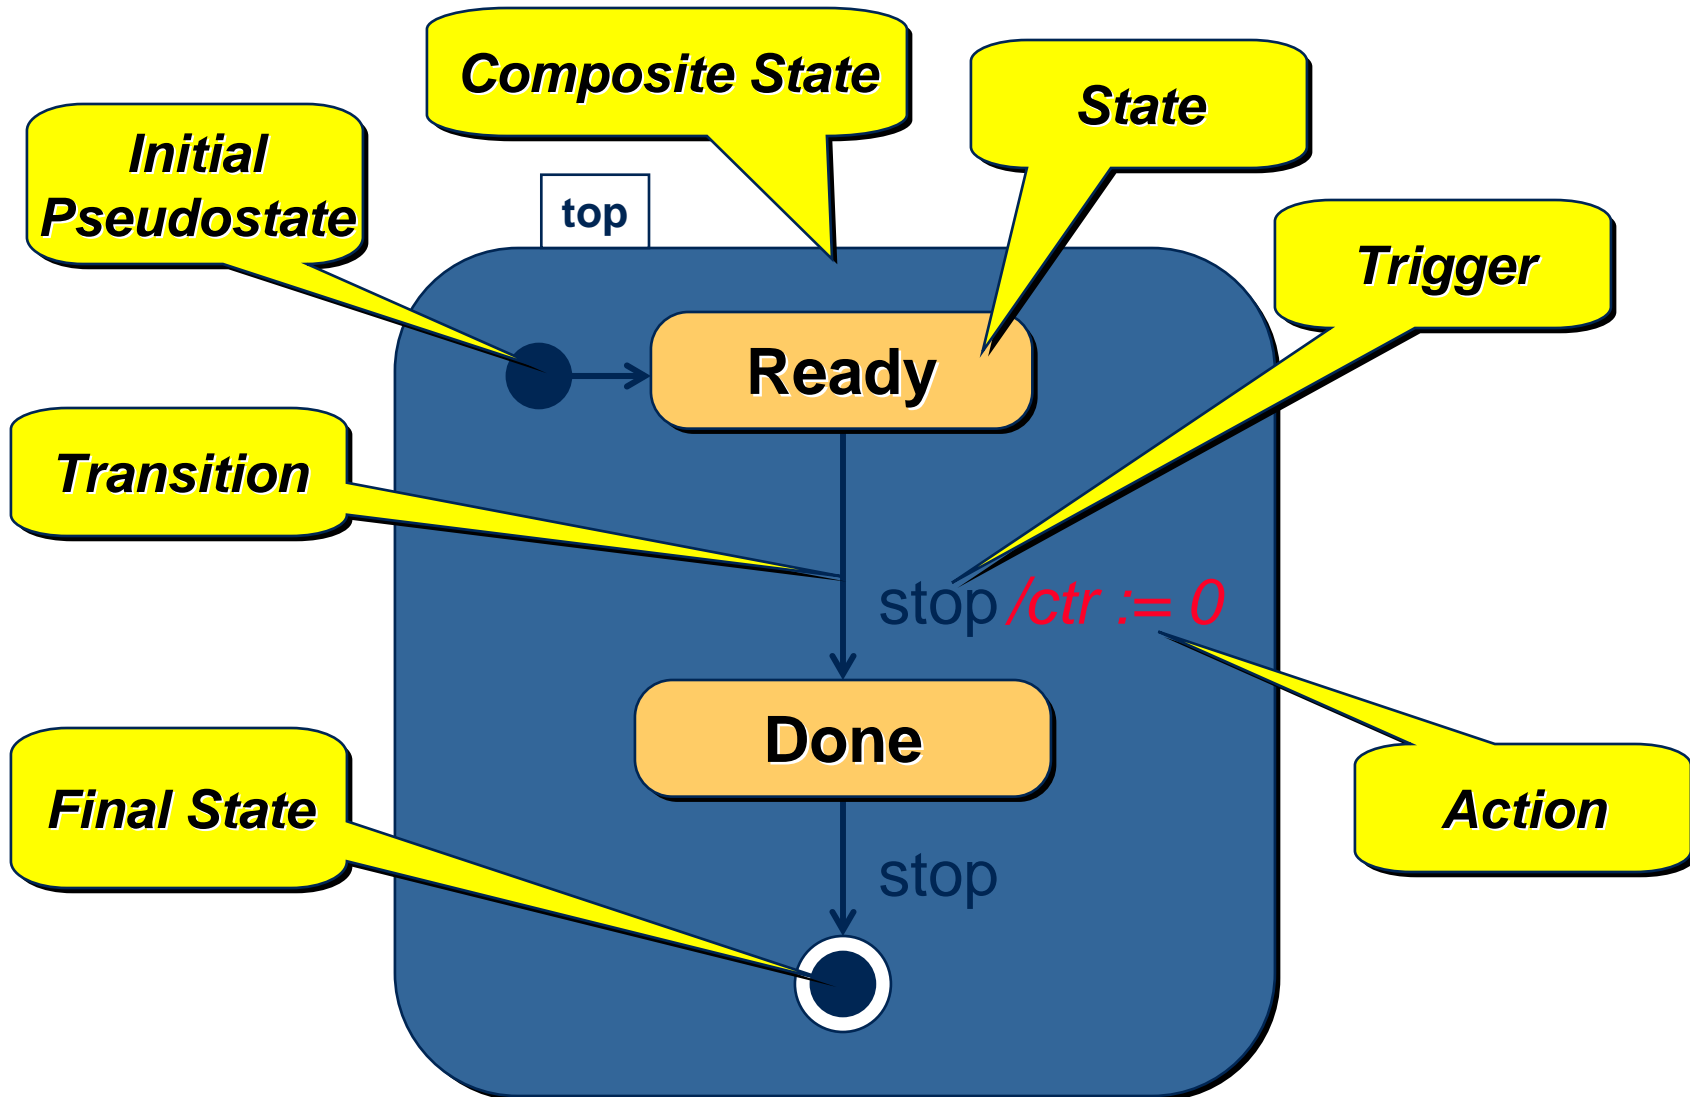 Composite State
State
Initial
Pseudostate
top
Trigger
Ready
Transition
stop /ctr := 0
Done
Final State
Action
stop